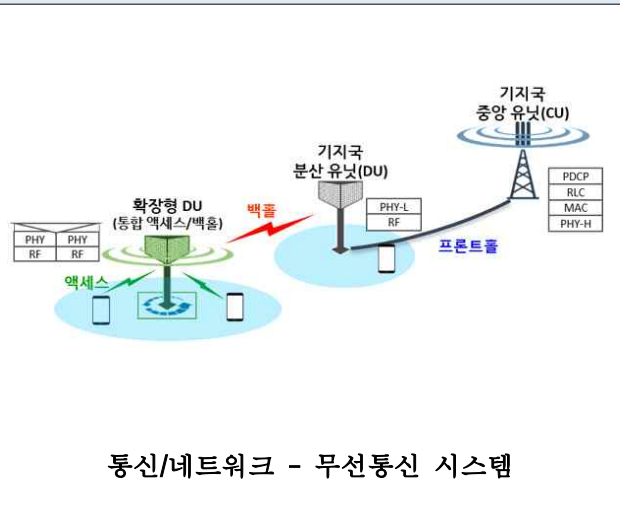 기지국
중앙 유닛(CU)
기지국
분산 유닛(DU)
PDCP
RLC
MAC
PHY-H
확장형 DU
(통합 액세스/백홀)
백홀
PHY-L
RF
PHY PHY
RF RF
프론트홀
액세스
통신/네트워크 - 무선통신 시스템